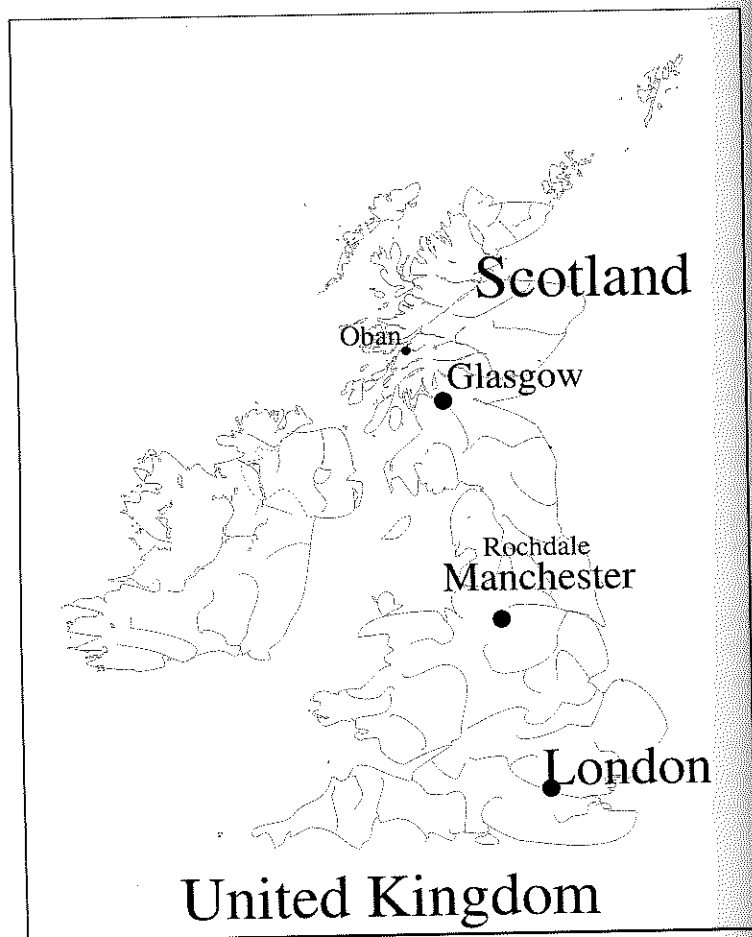 Scotland
Oban
Glasgow
Rochdale
Manchester
London
United Kingdom